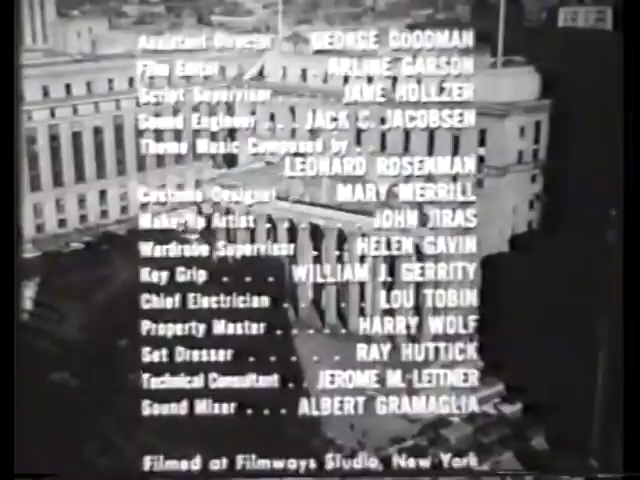 Assistant Director . . . GEORGE GOODMAN
Film Editor . . . . . ARLINE GARSON
Script Supervisor . . . . JANE HOLLZER
Sound Engineer . . . JACK C. JACOBSEN
Theme Music Composed by . .
LEONARD ROSENMAN
Costume Designer . . . MARY MERRILL
Make-Up Artist . . . . . . JOHN JIRAS
Wardrobe Supervisor . . . HELEN GAVIN
Key Grip . . . . WILLIAM J. GERRITY
Chief Electrician . . . . . LOU TOBIN
Property Master . . . . . HARRY WOLF
Set Dresser . . . . . . RAY HUTTICK
Technical Consultant . . JEROME M. LEITNER
Sound Mixer . . . ALBERT GRAMAGLIA
Filmed at Filmways Studio, New York